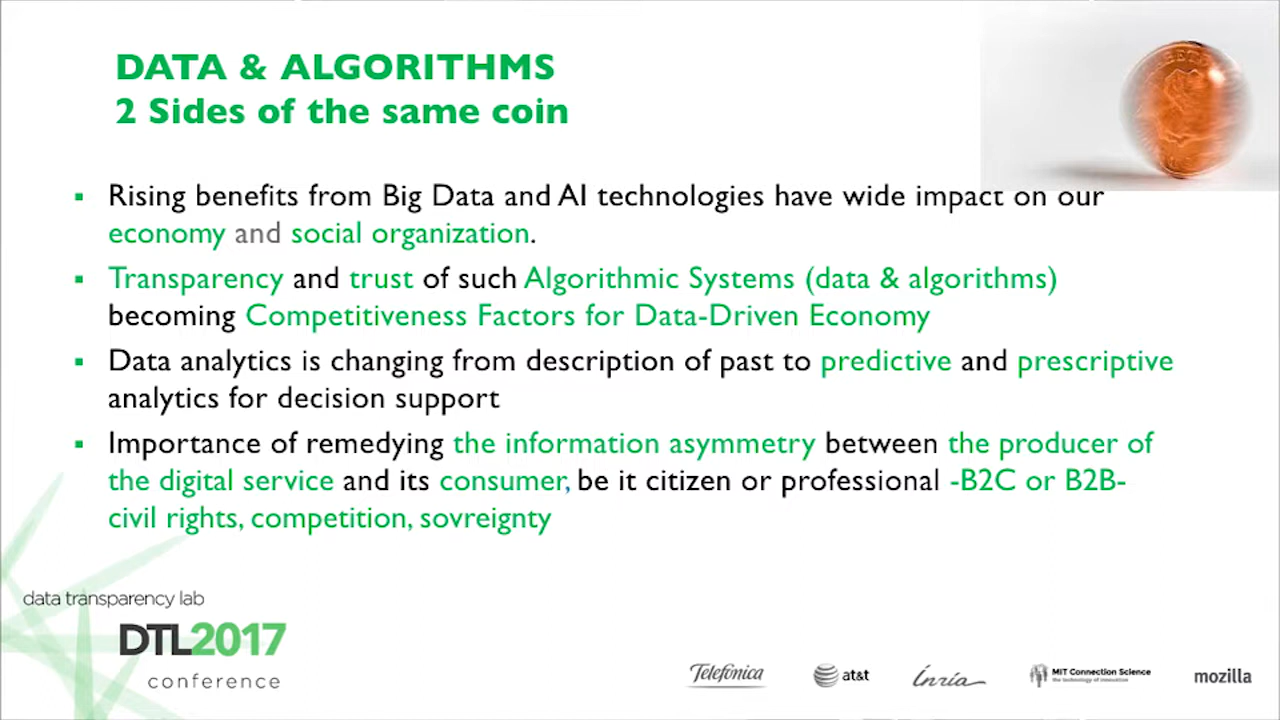 DATA & ALGORITHMS
2 Sides of the same coin
▪ Rising benefits from Big Data and AI technologies have wide impact on our
economy and social organization.
▪ Transparency and trust of such Algorithmic Systems (data & algorithms)
becoming Competitiveness Factors for Data-Driven Economy
▪ Data analytics is changing from description of past to predictive and prescriptive
analytics for decision support
▪ Importance of remedying the information asymmetry between the producer of
the digital service and its consumer, be it citizen or professional -B2C or B2B-
civil rights, competition, sovreignty
data transparency lab
DTL2017
conference
Telefónica
at&t
Inria
MIT Connection Science
the technology of innovation
mozilla